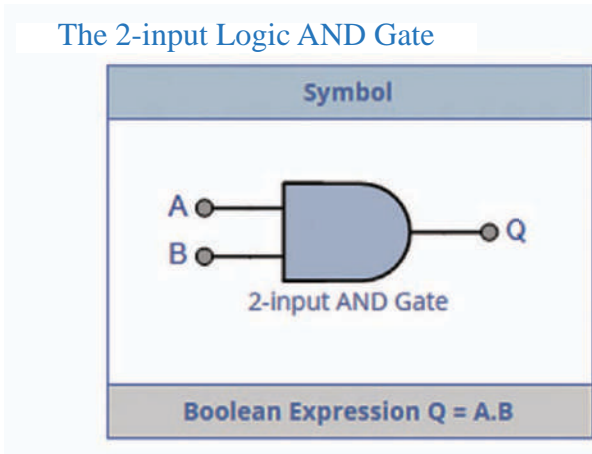 The 2-input Logic AND Gate
Symbol
A
B
Q
2-input AND Gate
Boolean Expression Q = A.B